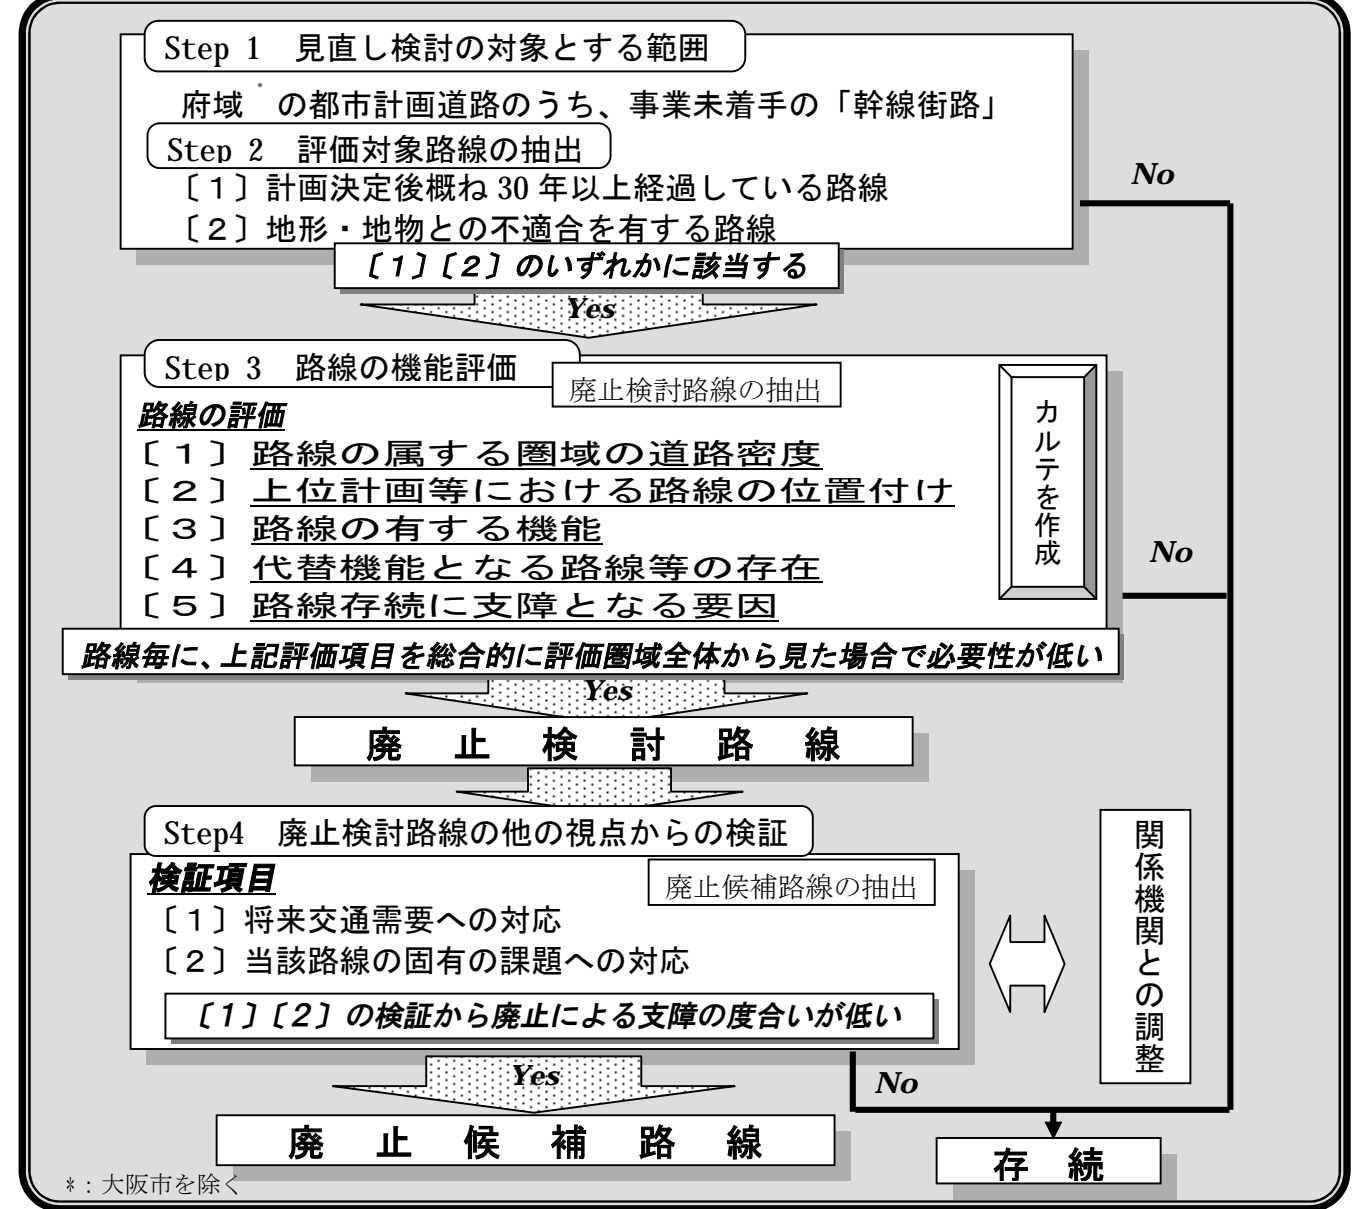 Step 1　見直し検討の対象とする範囲
府域＊の都市計画道路のうち、事業未着手の「幹線街路」
Step 2　評価対象路線の抽出
〔１〕計画決定後概ね 30 年以上経過している路線
〔２〕地形・地物との不適合を有する路線
〔１〕〔２〕のいずれかに該当する
No
Yes
Step 3　路線の機能評価
廃止検討路線の抽出
路線の評価
〔１〕路線の属する圏域の道路密度
〔２〕上位計画等における路線の位置付け
〔３〕路線の有する機能
〔４〕代替機能となる路線等の存在
〔５〕路線存続に支障となる要因
カルテを作成
No
路線毎に、上記評価項目を総合的に評価圏域全体から見た場合で必要性が低い
Yes
廃止検討路線
Step4　廃止検討路線の他の視点からの検証
検証項目
廃止候補路線の抽出
〔１〕将来交通需要への対応
〔２〕当該路線の固有の課題への対応
〔１〕〔２〕の検証から廃止による支障の度合いが低い
関係機関との調整
Yes
No
廃止候補路線
存続
*：大阪市を除く